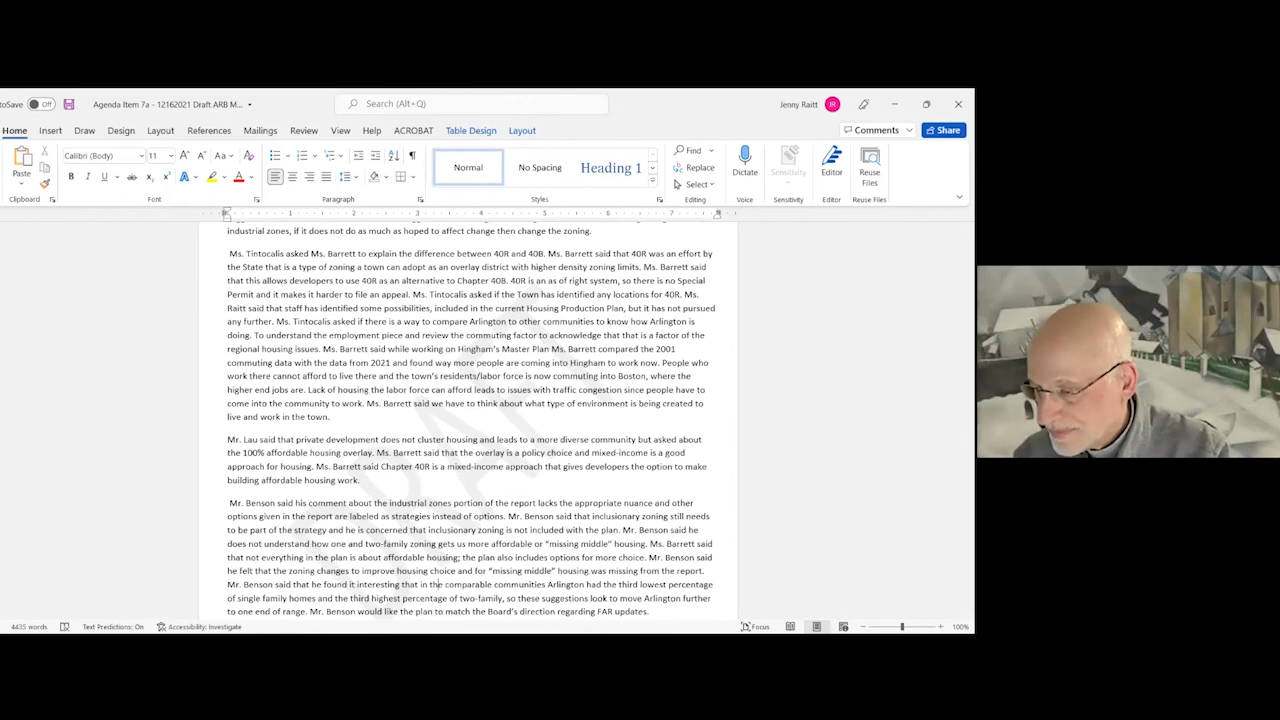 toSave Off Agenda Item 7a - 12162021 Draft ARB M... Search (Alt+Q) Jenny Raitt JR
Home Insert Draw Design Layout References Mailings Review View Help ACROBAT Table Design Layout Comments Share
Paste Calibri (Body) 11 Normal No Spacing Heading 1 Find Replace Select Dictate Sensitivity Editor Reuse Files
Clipboard Font Paragraph Styles Editing Voice Sensitivity Editor Reuse Files
1 2 3 4 5 6 7
industrial zones, if it does not do as much as hoped to affect change then change the zoning.
Ms. Tintocalis asked Ms. Barrett to explain the difference between 40R and 40B. Ms. Barrett said that 40R was an effort by
the State that is a type of zoning a town can adopt as an overlay district with higher density zoning limits. Ms. Barrett said
that this allows developers to use 40R as an alternative to Chapter 40B. 40R is an as of right system, so there is no Special
Permit and it makes it harder to file an appeal. Ms. Tintocalis asked if the Town has identified any locations for 40R. Ms.
Raitt said that staff has identified some possibilities, included in the current Housing Production Plan, but it has not pursued
any further. Ms. Tintocalis asked if there is a way to compare Arlington to other communities to know how Arlington is
doing. To understand the employment piece and review the commuting factor to acknowledge that that is a factor of the
regional housing issues. Ms. Barrett said while working on Hingham's Master Plan Ms. Barrett compared the 2001
commuting data with the data from 2021 and found way more people are coming into Hingham to work now. People who
work there cannot afford to live there and the town's residents/labor force is now commuting into Boston, where the
higher end jobs are. Lack of housing the labor force can afford leads to issues with traffic congestion since people have to
come into the community to work. Ms. Barrett said we have to think about what type of environment is being created to
live and work in the town.
Mr. Lau said that private development does not cluster housing and leads to a more diverse community but asked about
the 100% affordable housing overlay. Ms. Barrett said that the overlay is a policy choice and mixed-income is a good
approach for housing. Ms. Barrett said Chapter 40R is a mixed-income approach that gives developers the option to make
building affordable housing work.
Mr. Benson said his comment about the industrial zones portion of the report lacks the appropriate nuance and other
options given in the report are labeled as strategies instead of options. Mr. Benson said that inclusionary zoning still needs
to be part of the strategy and he is concerned that inclusionary zoning is not included with the plan. Mr. Benson said he
does not understand how one and two-family zoning gets us more affordable or "missing middle" housing. Ms. Barrett said
that not everything in the plan is about affordable housing; the plan also includes options for more choice. Mr. Benson said
he felt that the zoning changes to improve housing choice and for "missing middle" housing was missing from the report.
Mr. Benson said that he found it interesting that in the comparable communities Arlington had the third lowest percentage
of single family homes and the third highest percentage of two-family, so these suggestions look to move Arlington further
to one end of range. Mr. Benson would like the plan to match the Board's direction regarding FAR updates.
DRAFT
4435 words Text Predictions: On Accessibility: Investigate Focus 100%